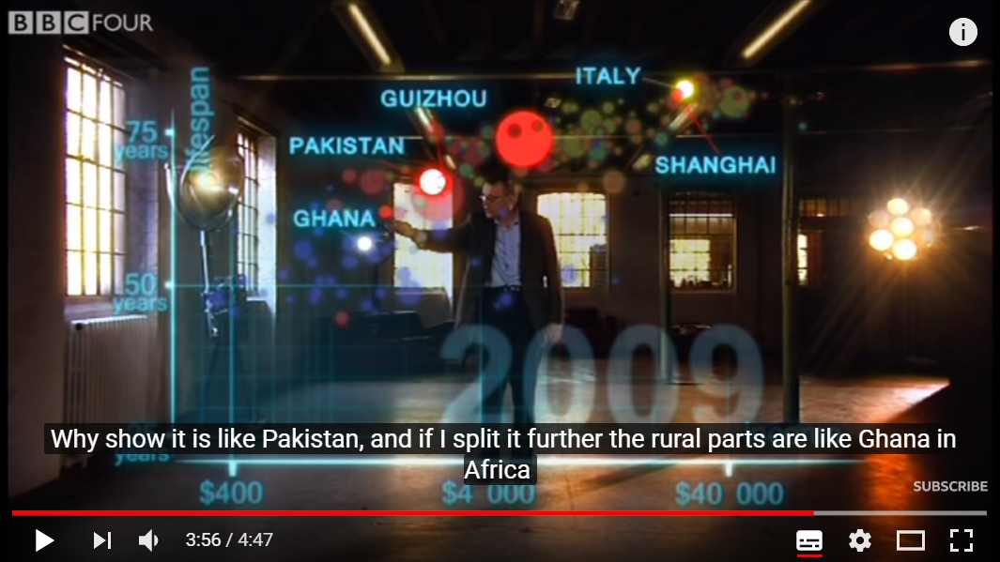 BBC FOUR
i
ITALY
GUIZHOU
lifespan
75
years
PAKISTAN
SHANGHAI
GHANA
50
years
2009
Why show it is like Pakistan, and if I split it further the rural parts are like Ghana in
Africa
years
$400
$4 000
$40 000
SUBSCRIBE
3:56 / 4:47